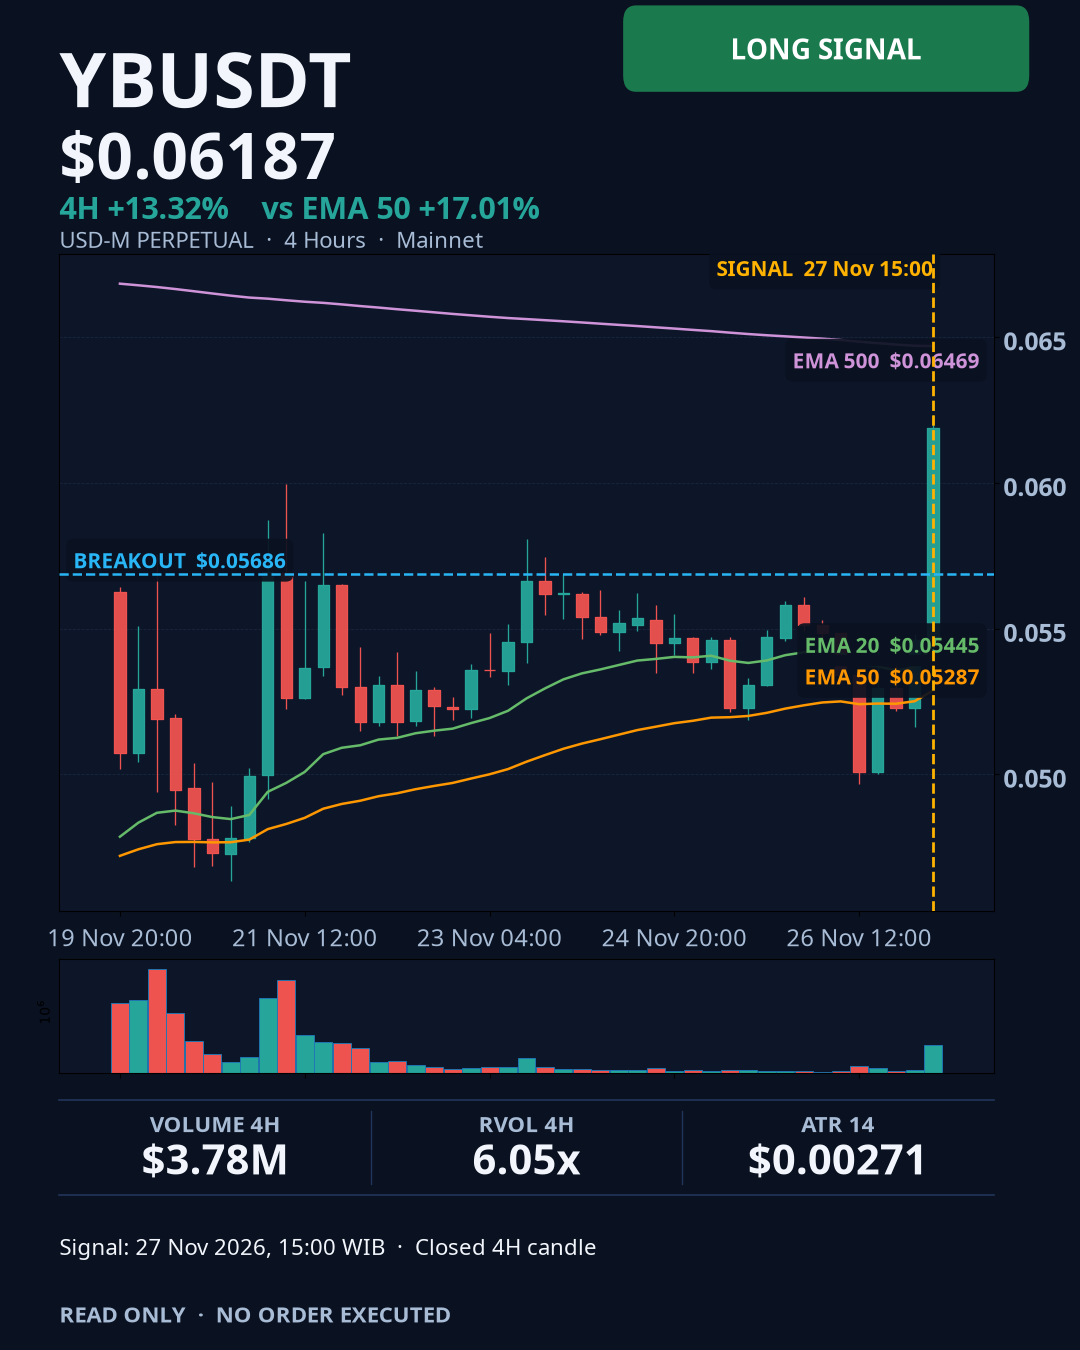 LONG SIGNAL
YBUSDT
$0.06187
4H +13.32% vs EMA 50 +17.01%
USD-M PERPETUAL · 4 Hours · Mainnet
SIGNAL 27 Nov 15:00
0.065
EMA 500 $0.06469
0.060
BREAKOUT $0.05686
0.055
EMA 20 $0.05445
EMA 50 $0.05287
0.050
19 Nov 20:00 21 Nov 12:00 23 Nov 04:00 24 Nov 20:00 26 Nov 12:00
10⁶
VOLUME 4H RVOL 4H ATR 14
$3.78M 6.05x $0.00271
Signal: 27 Nov 2026, 15:00 WIB · Closed 4H candle
READ ONLY · NO ORDER EXECUTED